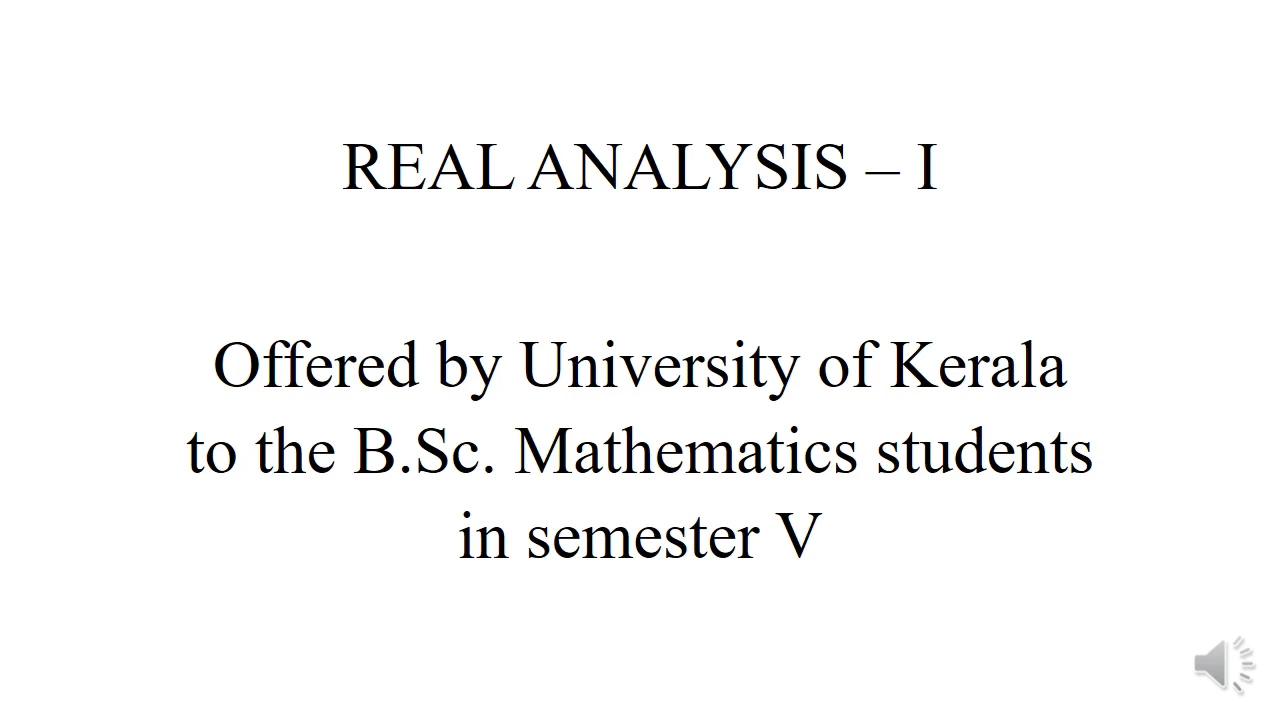 REAL ANALYSIS – I
Offered by University of Kerala
to the B.Sc. Mathematics students
in semester V